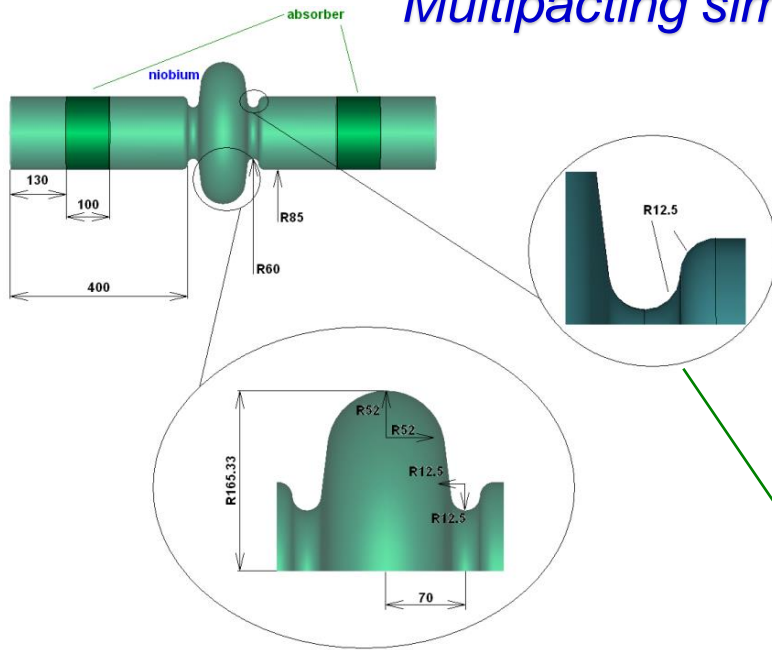 Multipacting sim
absorber
niobium
130
100
R85
R60
400
R12.5
R52
R52
R12.5
R12.5
R165.33
70